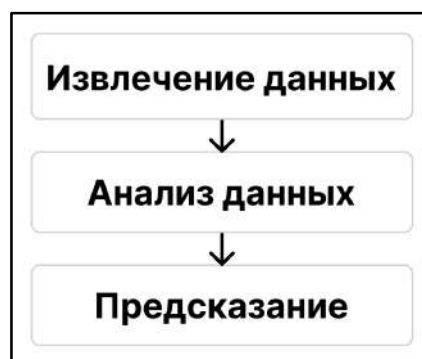 Извлечение данных
Анализ данных
Предсказание